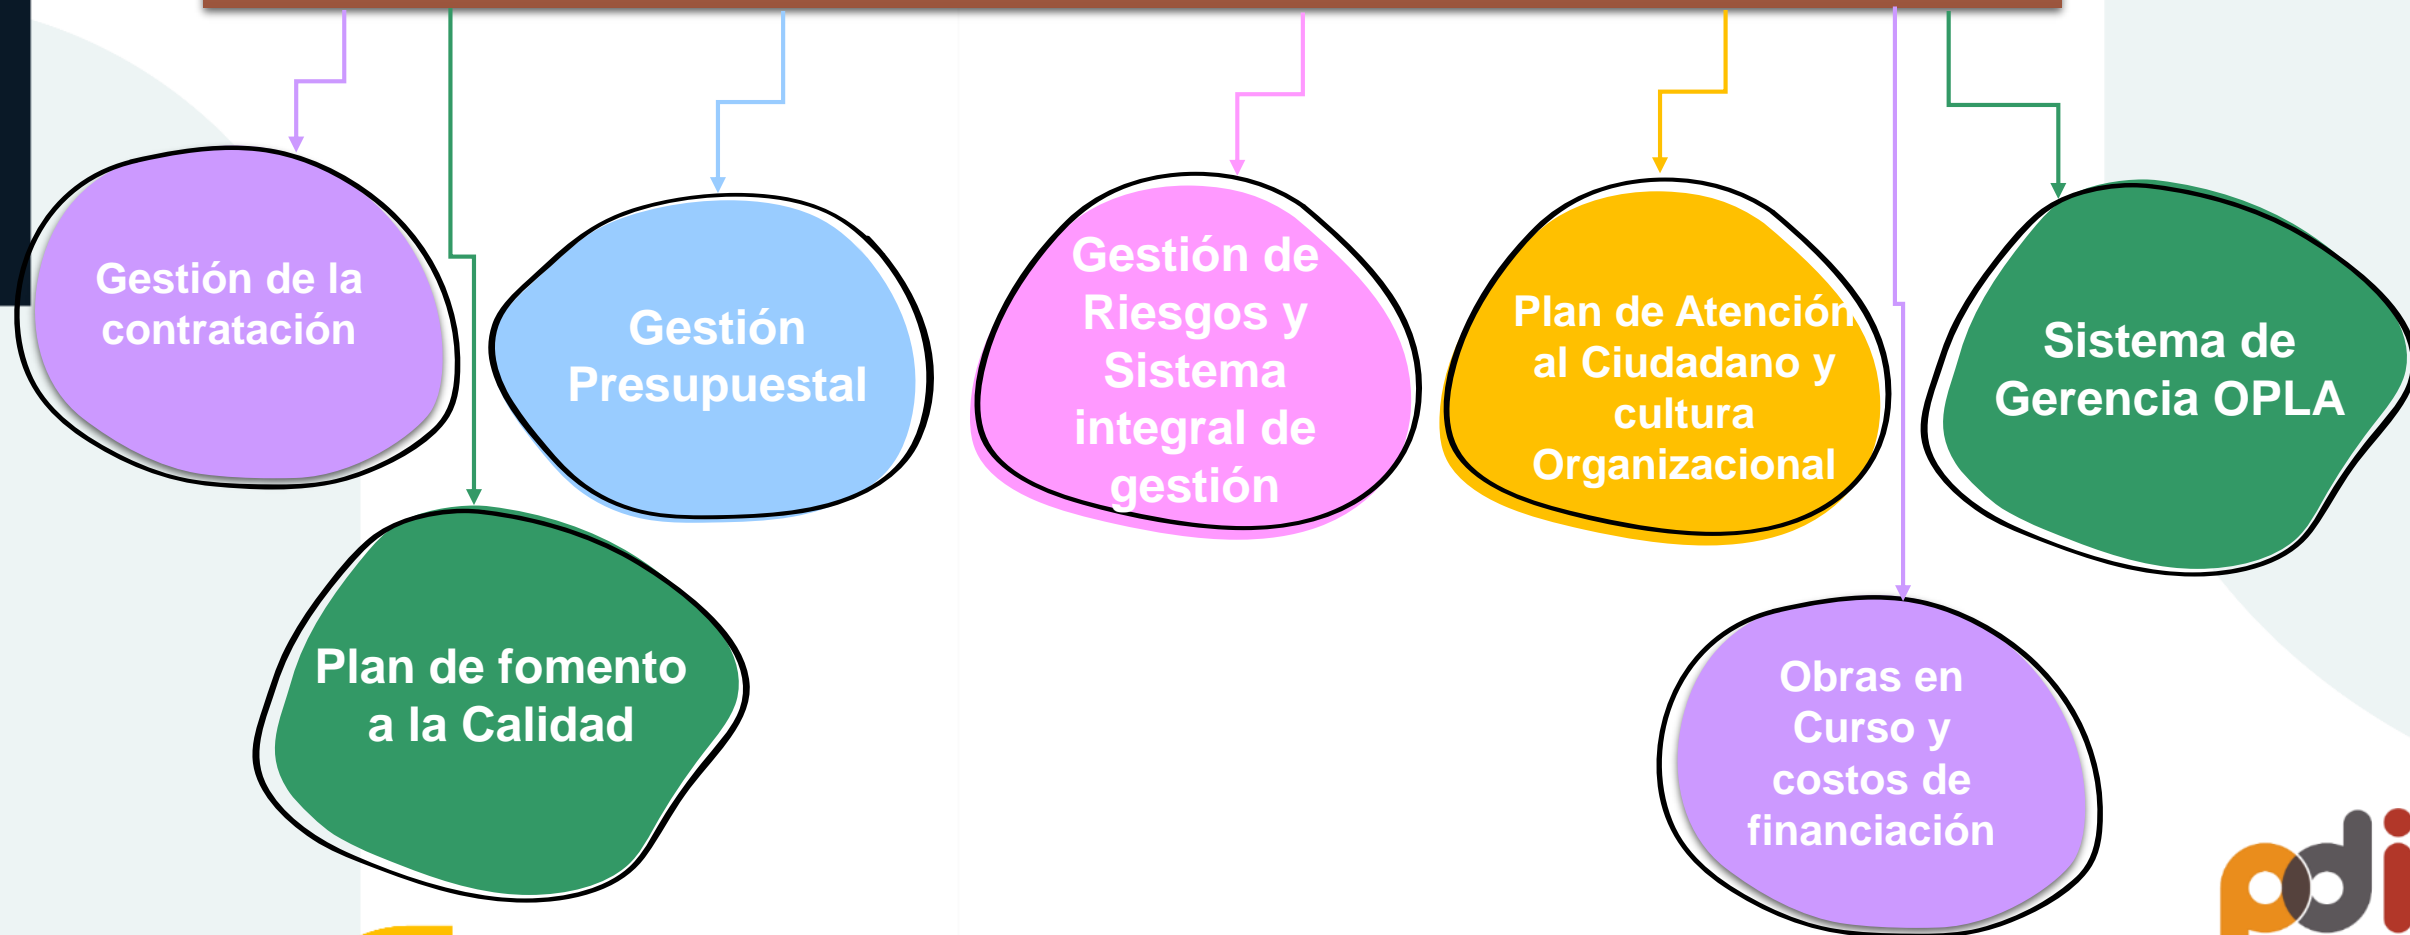 Gestión de la
contratación
Gestión
Presupuestal
Gestión de
Riesgos y
Sistema
integral de
gestión
Plan de Atención
al Ciudadano y
cultura
Organizacional
Sistema de
Gerencia OPLA
Plan de fomento
a la Calidad
Obras en
Curso y
costos de
financiación
pdi